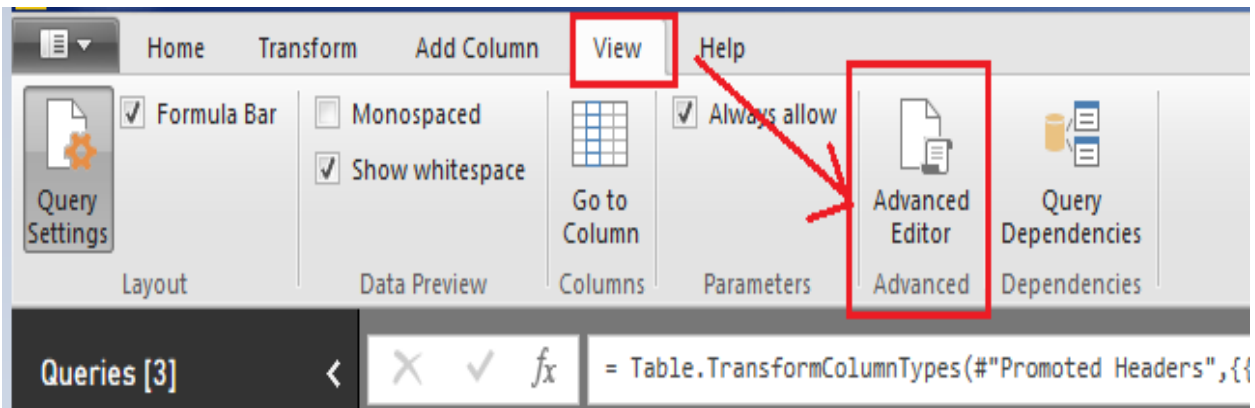 Home Transform Add Column View Help
Formula Bar Monospaced Always allow
Show whitespace
Query Settings
Go to Column
Advanced Editor
Query Dependencies
Layout Data Preview Columns Parameters Advanced Dependencies
Queries [3] < fx = Table.TransformColumnTypes(#"Promoted Headers",{{